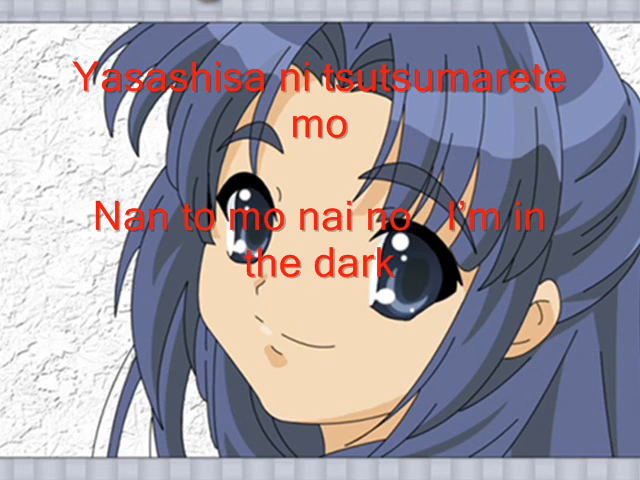 Yasashisa ni tsutsumarete
mo
Nan to mo nai no   I'm in
the dark